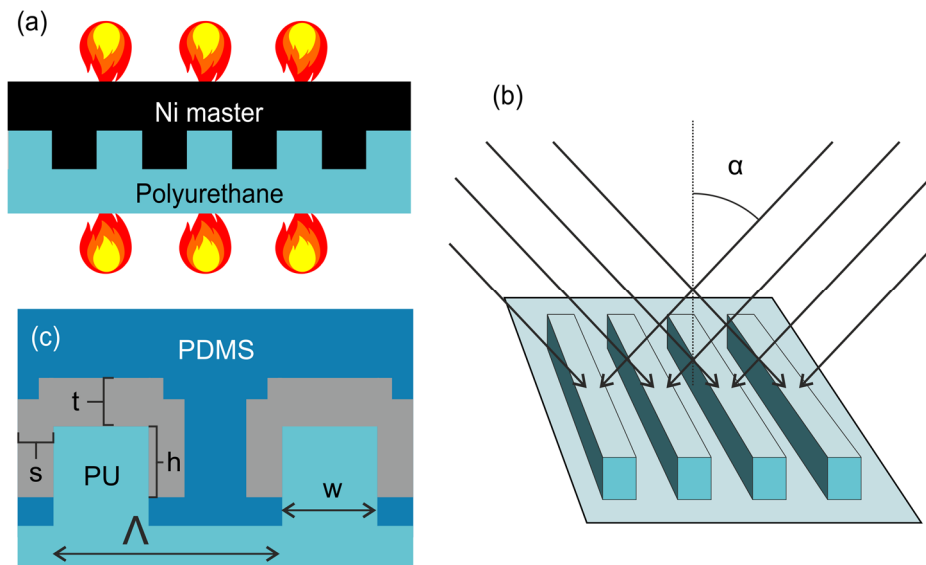 (a)
Ni master
Polyurethane
(b)
α
(c)
PDMS
t
s
PU
h
w
Λ